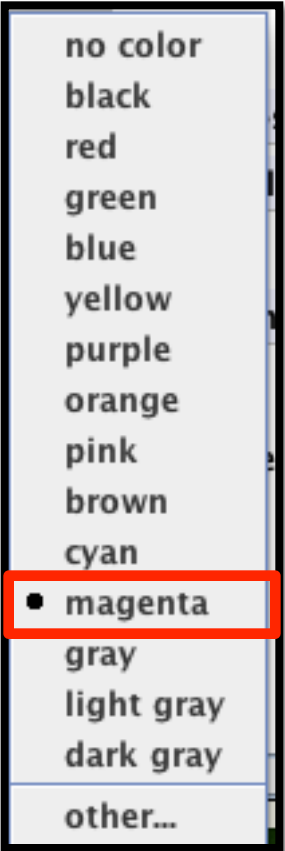 no color
black
red
green
blue
yellow
purple
orange
pink
brown
cyan
magenta
gray
light gray
dark gray
other...